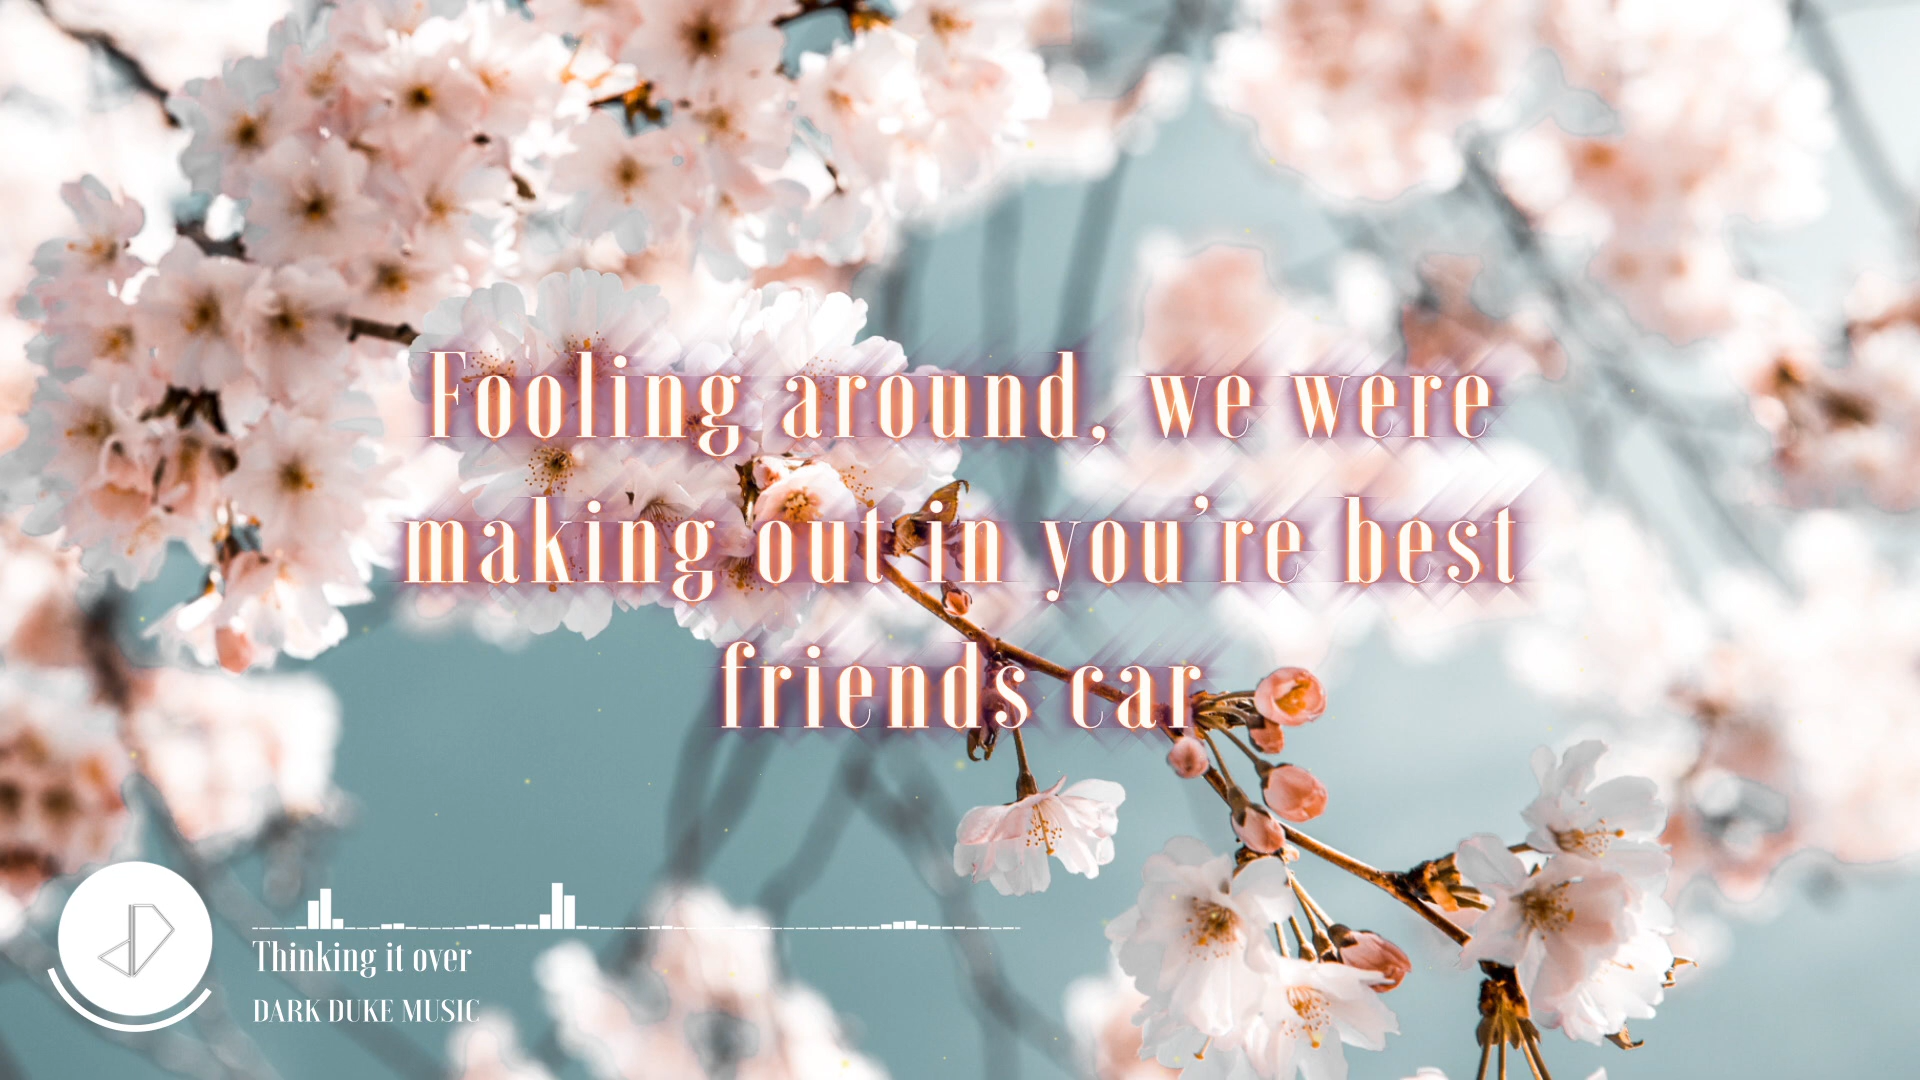 Fooling around, we were
making out in you're best
friends car
Thinking it over
DARK DUKE MUSIC